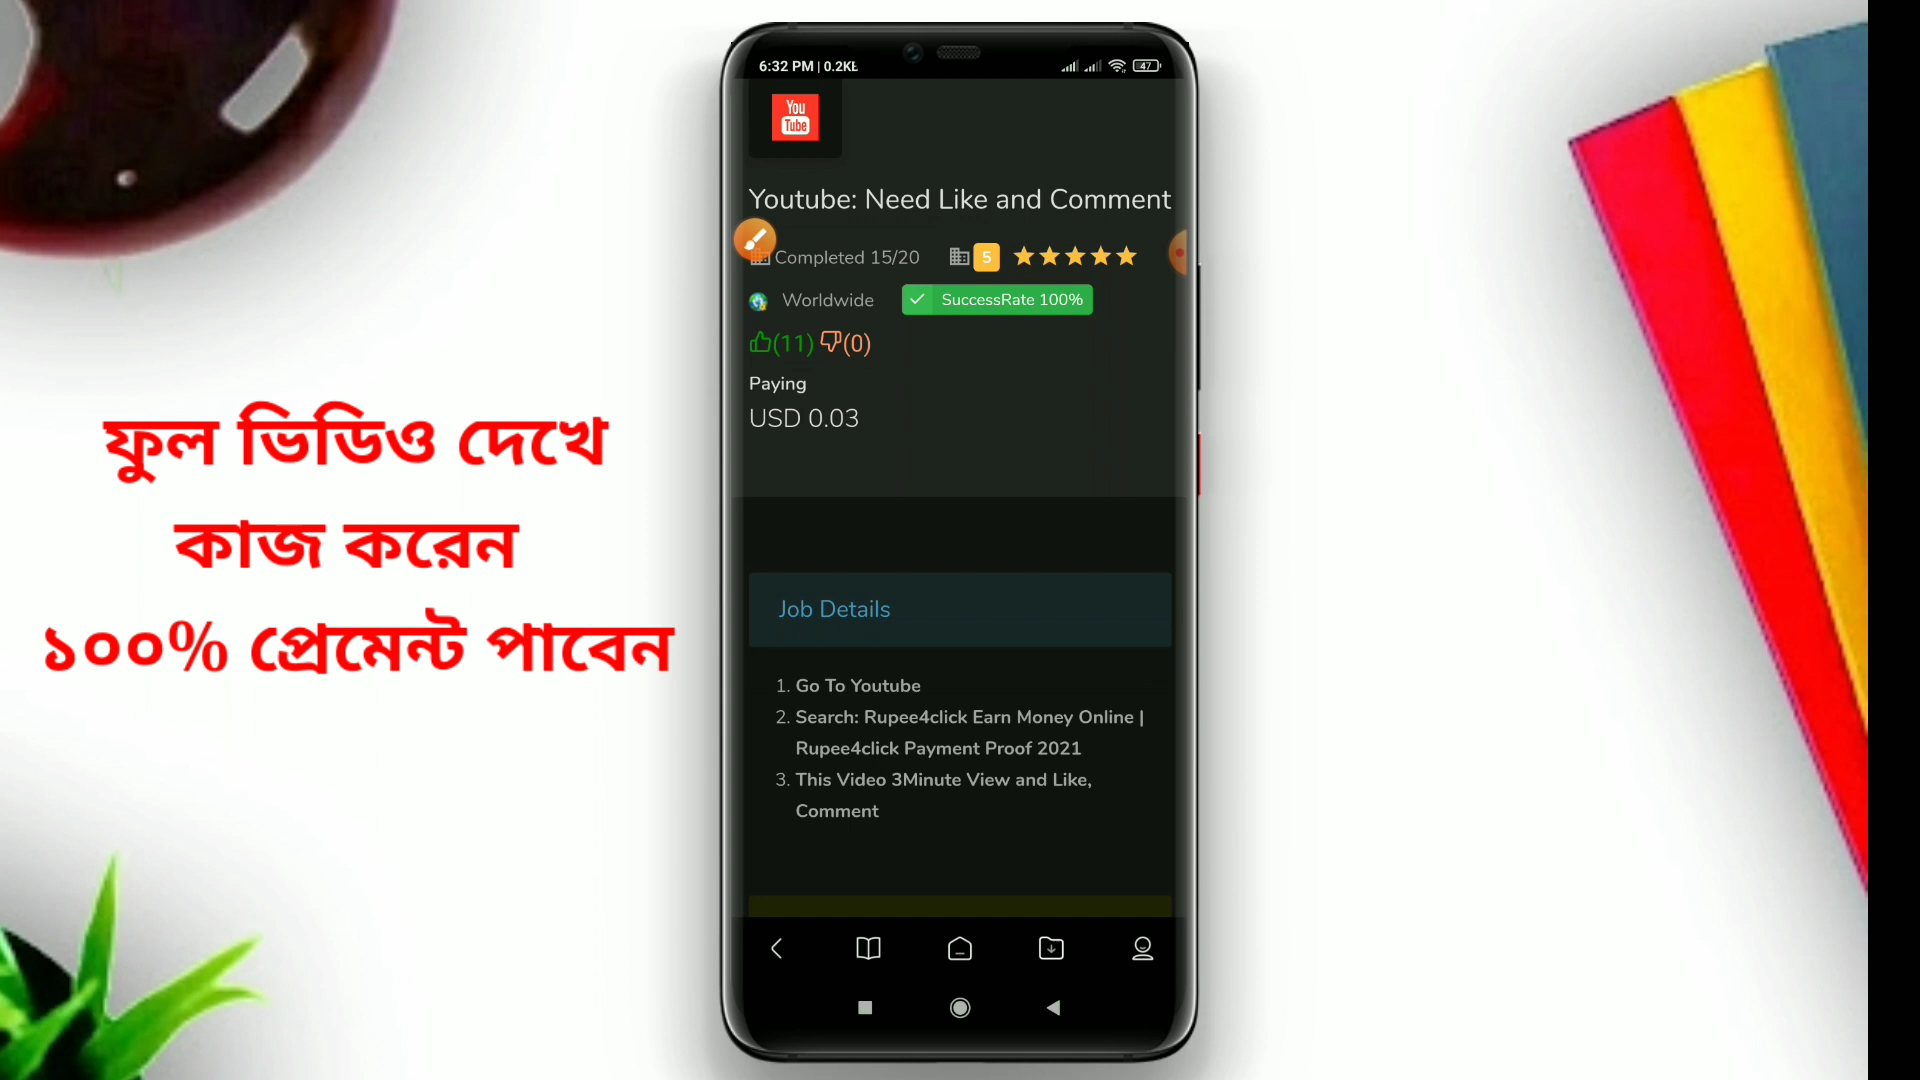 6:32 PM | 0.2KE
47
You
Tube
Youtube: Need Like and Comment
Completed 15/20
5
Worldwide
SuccessRate 100%
(11) (0)
Paying
USD 0.03
ফুল ভিডিও দেখে
কাজ করেন
১০০% প্রেমেন্ট পাবেন
Job Details
1. Go To Youtube
2. Search: Rupee4click Earn Money Online |
Rupee4click Payment Proof 2021
3. This Video 3Minute View and Like,
Comment